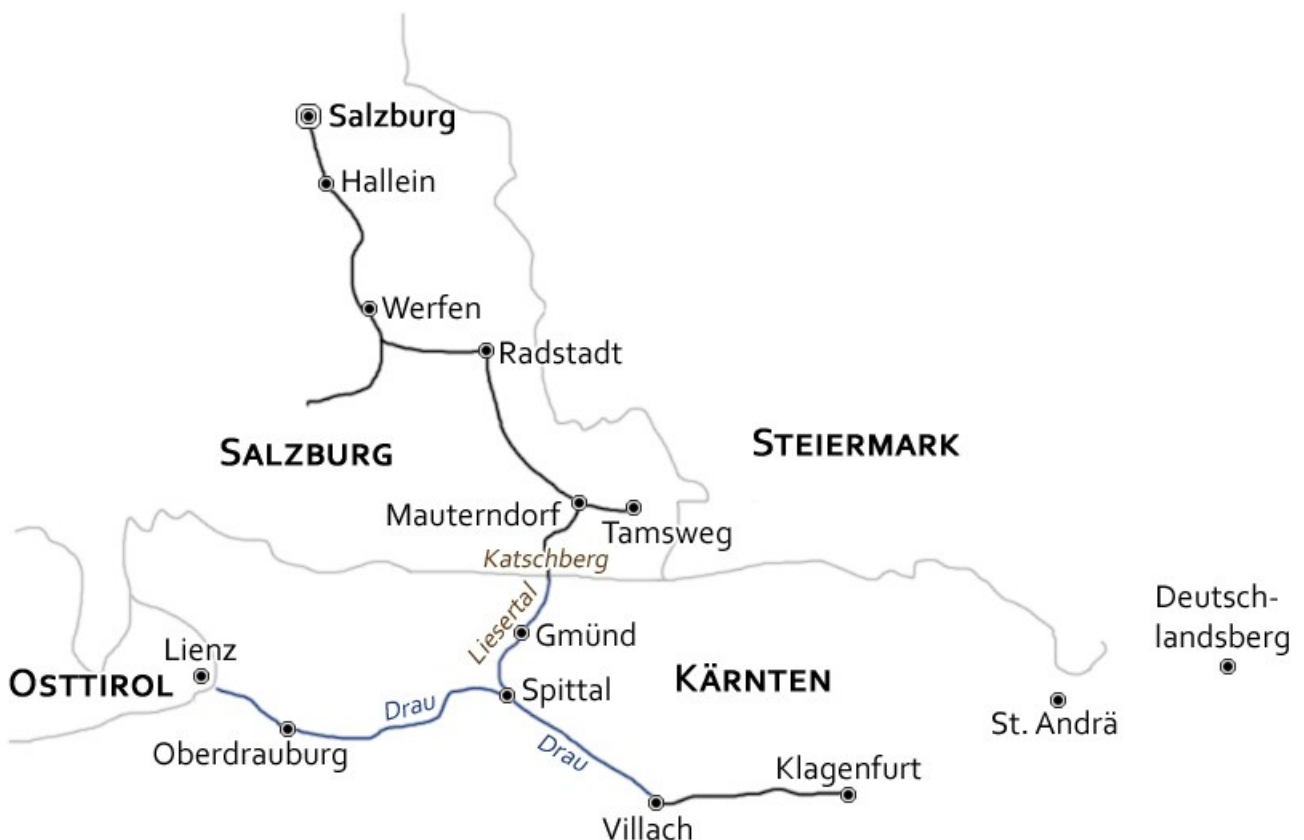 Salzburg
Hallein
Werfen
Radstadt
SALZBURG
STEIERMARK
Mauterndorf
Tamsweg
Katschberg
Liesertal
Deutsch-
landsberg
Gmünd
Lienz
OSTTIROL
KÄRNTEN
Spittal
Drau
St. Andrä
Oberdrauburg
Drau
Klagenfurt
Villach